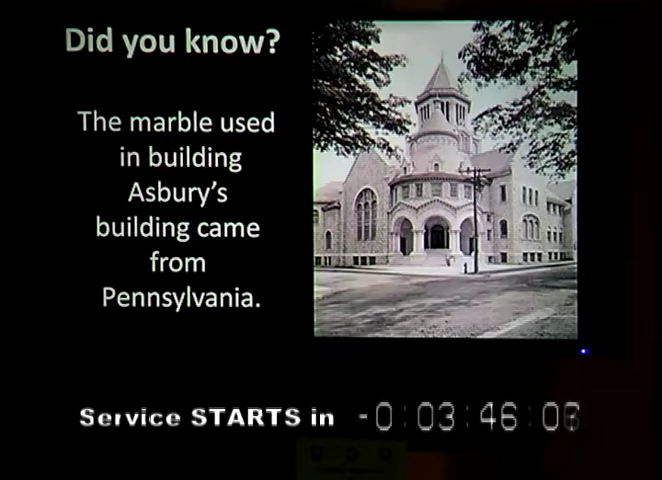 Did you know?
The marble used
in building
Asbury's
building came
from
Pennsylvania.
Service STARTS in -0:03:46:06